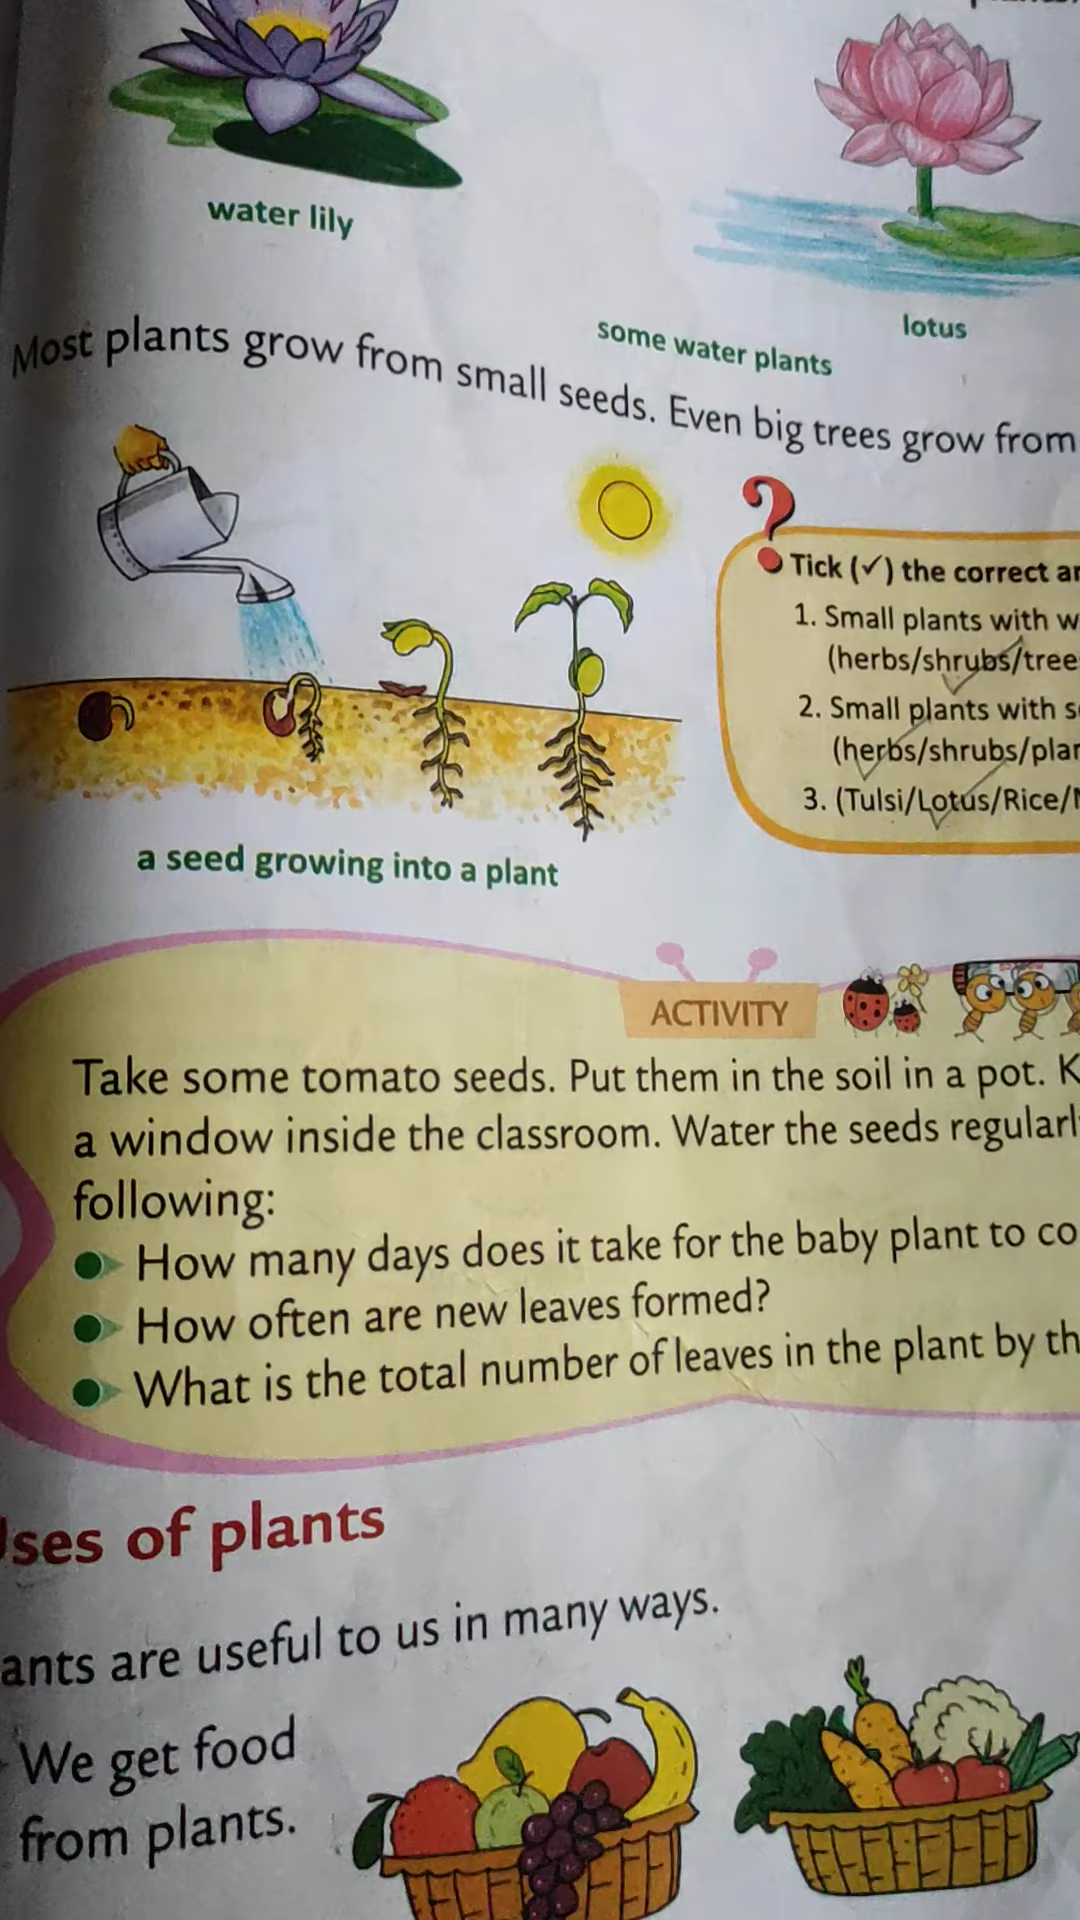 water lily
lotus
some water plants
Most plants grow from small seeds. Even big trees grow from
?
Tick (✓) the correct
1. Small plants with
(herbs/shrubs/tree
2. Small plants with
(herbs/shrubs/
3. (Tulsi/Lotus/Rice/
a seed growing into a plant
ACTIVITY
Take some tomato seeds. Put them in the soil in a pot.
a window inside the classroom. Water the seeds regularl
following:
How many days does it take for the baby plant to
How often are new leaves formed?
What is the total number of leaves in the plant by
ses of plants
ants are useful to us in many ways.
We get food
from plants.